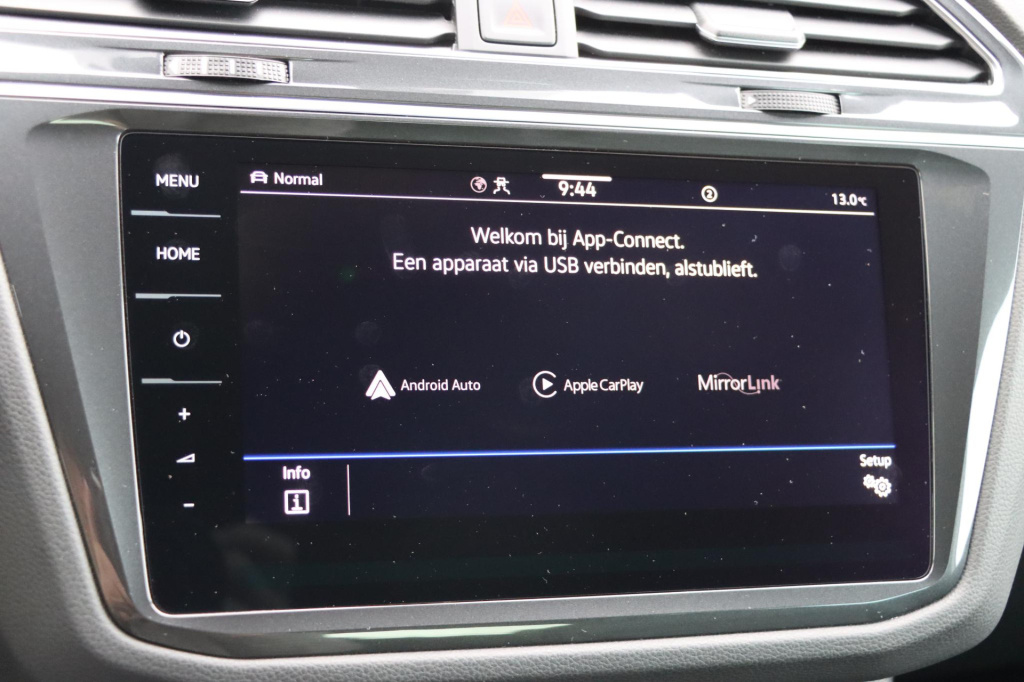 MENU
Normal
9:44
2
13.0°C
HOME
Welkom bij App-Connect.
Een apparaat via USB verbinden, alstublieft.
+
-
Android Auto
Apple CarPlay
MirrorLink
Info
i
Setup